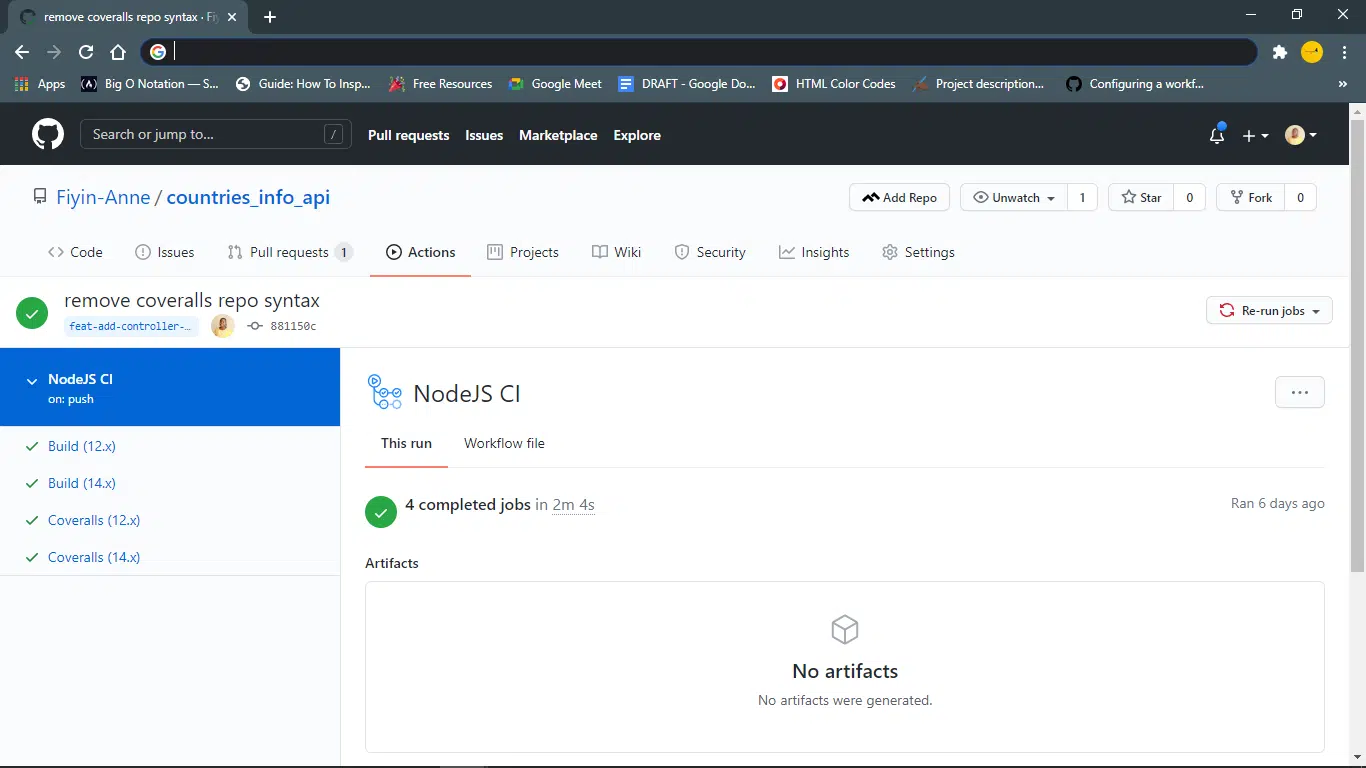 remove coveralls repo syntax · Fiy
Apps Big O Notation — S... Guide: How To Insp... Free Resources Google Meet DRAFT - Google Do... HTML Color Codes Project description... Configuring a workf... »
Search or jump to... / Pull requests Issues Marketplace Explore
Fiyin-Anne / countries_info_api Add Repo Unwatch 1 Star 0 Fork 0
Code Issues Pull requests 1 Actions Projects Wiki Security Insights Settings
remove coveralls repo syntax
feat-add-controller-... 881150c Re-run jobs
NodeJS CI
on: push
Build (12.x)
Build (14.x)
Coveralls (12.x)
Coveralls (14.x)
NodeJS CI
This run Workflow file
4 completed jobs in 2m 4s Ran 6 days ago
Artifacts
No artifacts
No artifacts were generated.